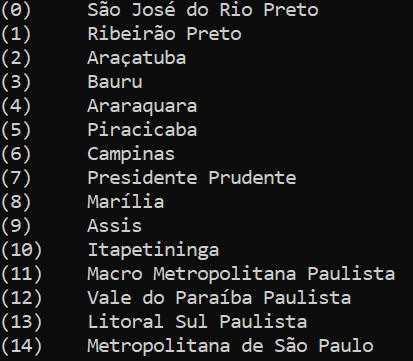 (0) São José do Rio Preto
(1) Ribeirão Preto
(2) Araçatuba
(3) Bauru
(4) Araraquara
(5) Piracicaba
(6) Campinas
(7) Presidente Prudente
(8) Marília
(9) Assis
(10) Itapetininga
(11) Macro Metropolitana Paulista
(12) Vale do Paraíba Paulista
(13) Litoral Sul Paulista
(14) Metropolitana de São Paulo